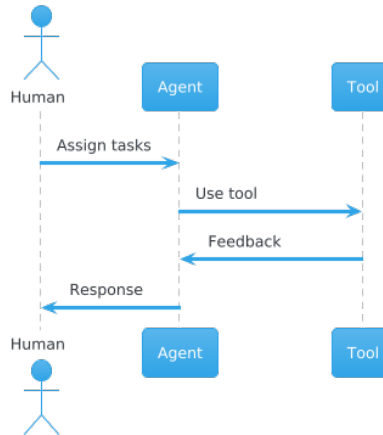 Human
Agent
Tool
Assign tasks
Use tool
Feedback
Response
Human
Agent
Tool